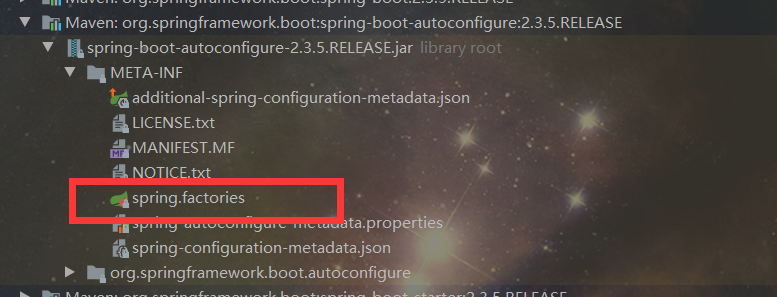 Maven: org.springframework.boot:spring-boot:2.3.5.RELEASE
Maven: org.springframework.boot:spring-boot-autoconfigure:2.3.5.RELEASE
spring-boot-autoconfigure-2.3.5.RELEASE.jar library root
META-INF
additional-spring-configuration-metadata.json
LICENSE.txt
MANIFEST.MF
NOTICE.txt
spring.factories
spring-autoconfigure-metadata.properties
spring-configuration-metadata.json
org.springframework.boot.autoconfigure
Maven: org.springframework.boot:spring-boot-starter:2.3.5.RELEASE